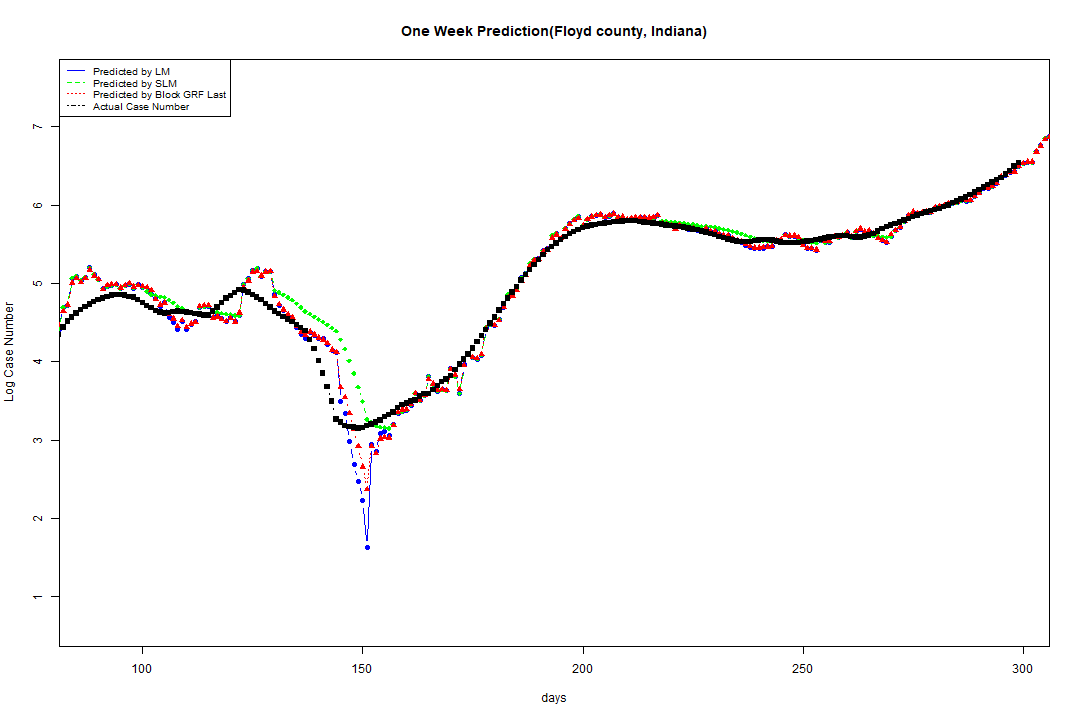 One Week Prediction(Floyd county, Indiana)
Predicted by LM
Predicted by SLM
Predicted by Block GRF Last
Actual Case Number
7
6
5
4
3
2
1
Log Case Number
100 150 200 250 300
days